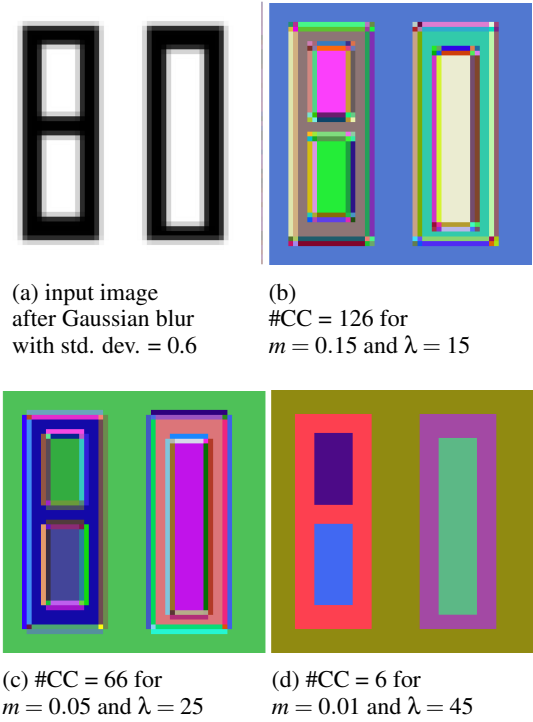 (a) input image
after Gaussian blur
with std. dev. = 0.6
(b)
#CC = 126 for
m = 0.15 and λ = 15
(c) #CC = 66 for
m = 0.05 and λ = 25
(d) #CC = 6 for
m = 0.01 and λ = 45